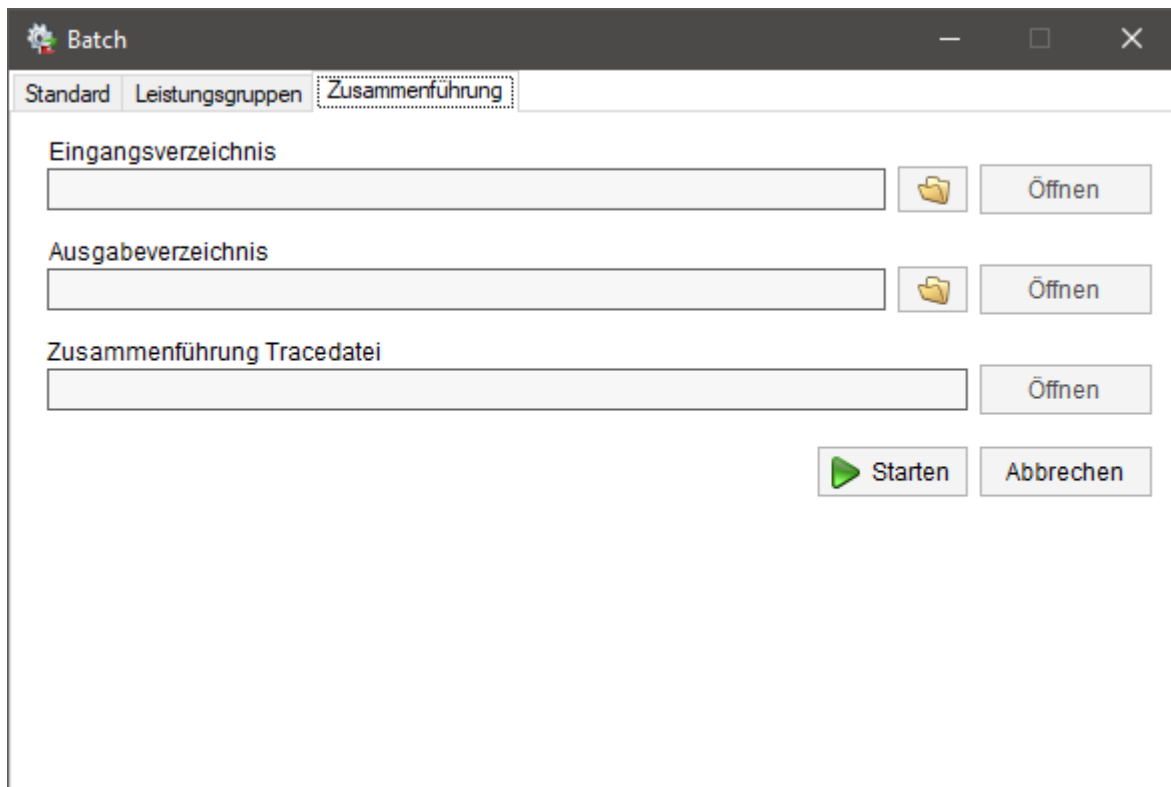 Batch
Standard Leistungsgruppen Zusammenführung
Eingangsverzeichnis
Öffnen
Ausgabeverzeichnis
Öffnen
Zusammenführung Tracedatei
Öffnen
Starten Abbrechen